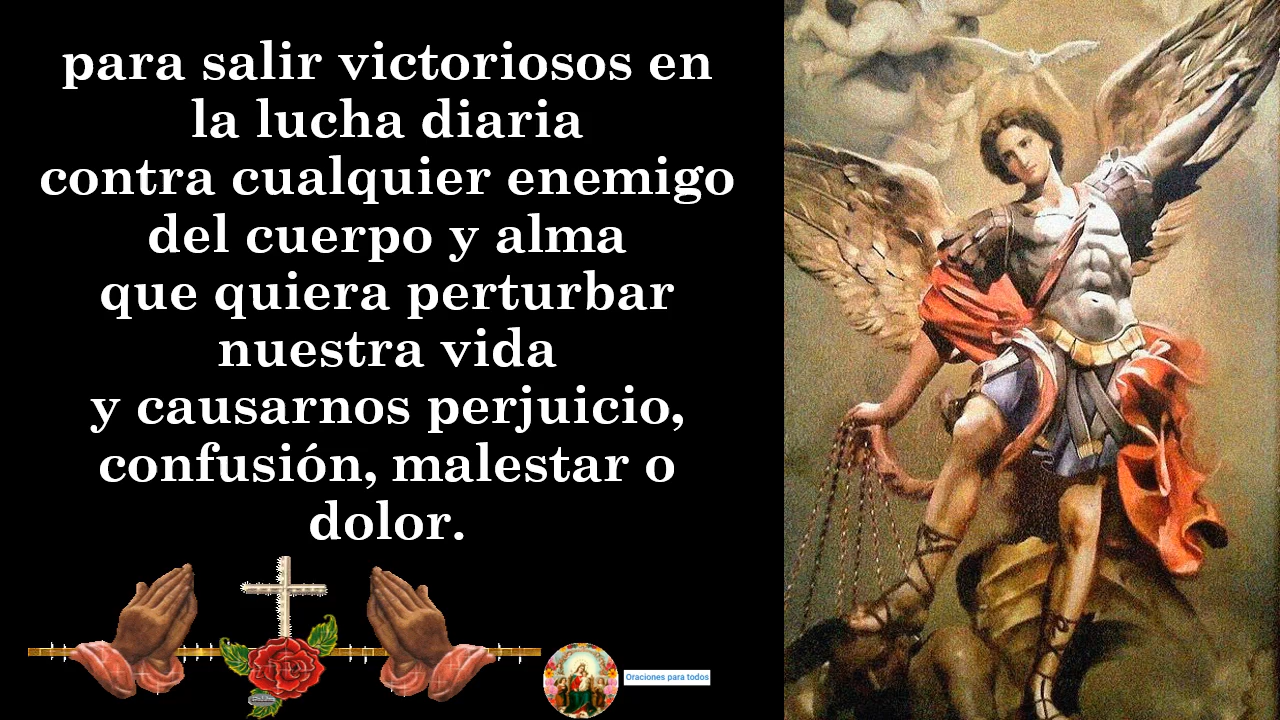 para salir victoriosos en
la lucha diaria
contra cualquier enemigo
del cuerpo y alma
que quiera perturbar
nuestra vida
y causarnos perjuicio,
confusión, malestar o
dolor.
Oraciones para todos